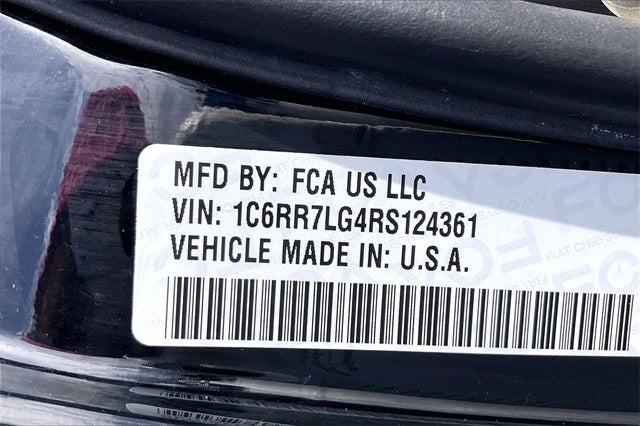 MFD BY: FCA US LLC
VIN: 1C6RR7LG4RS124361
VEHICLE MADE IN: U.S.A.